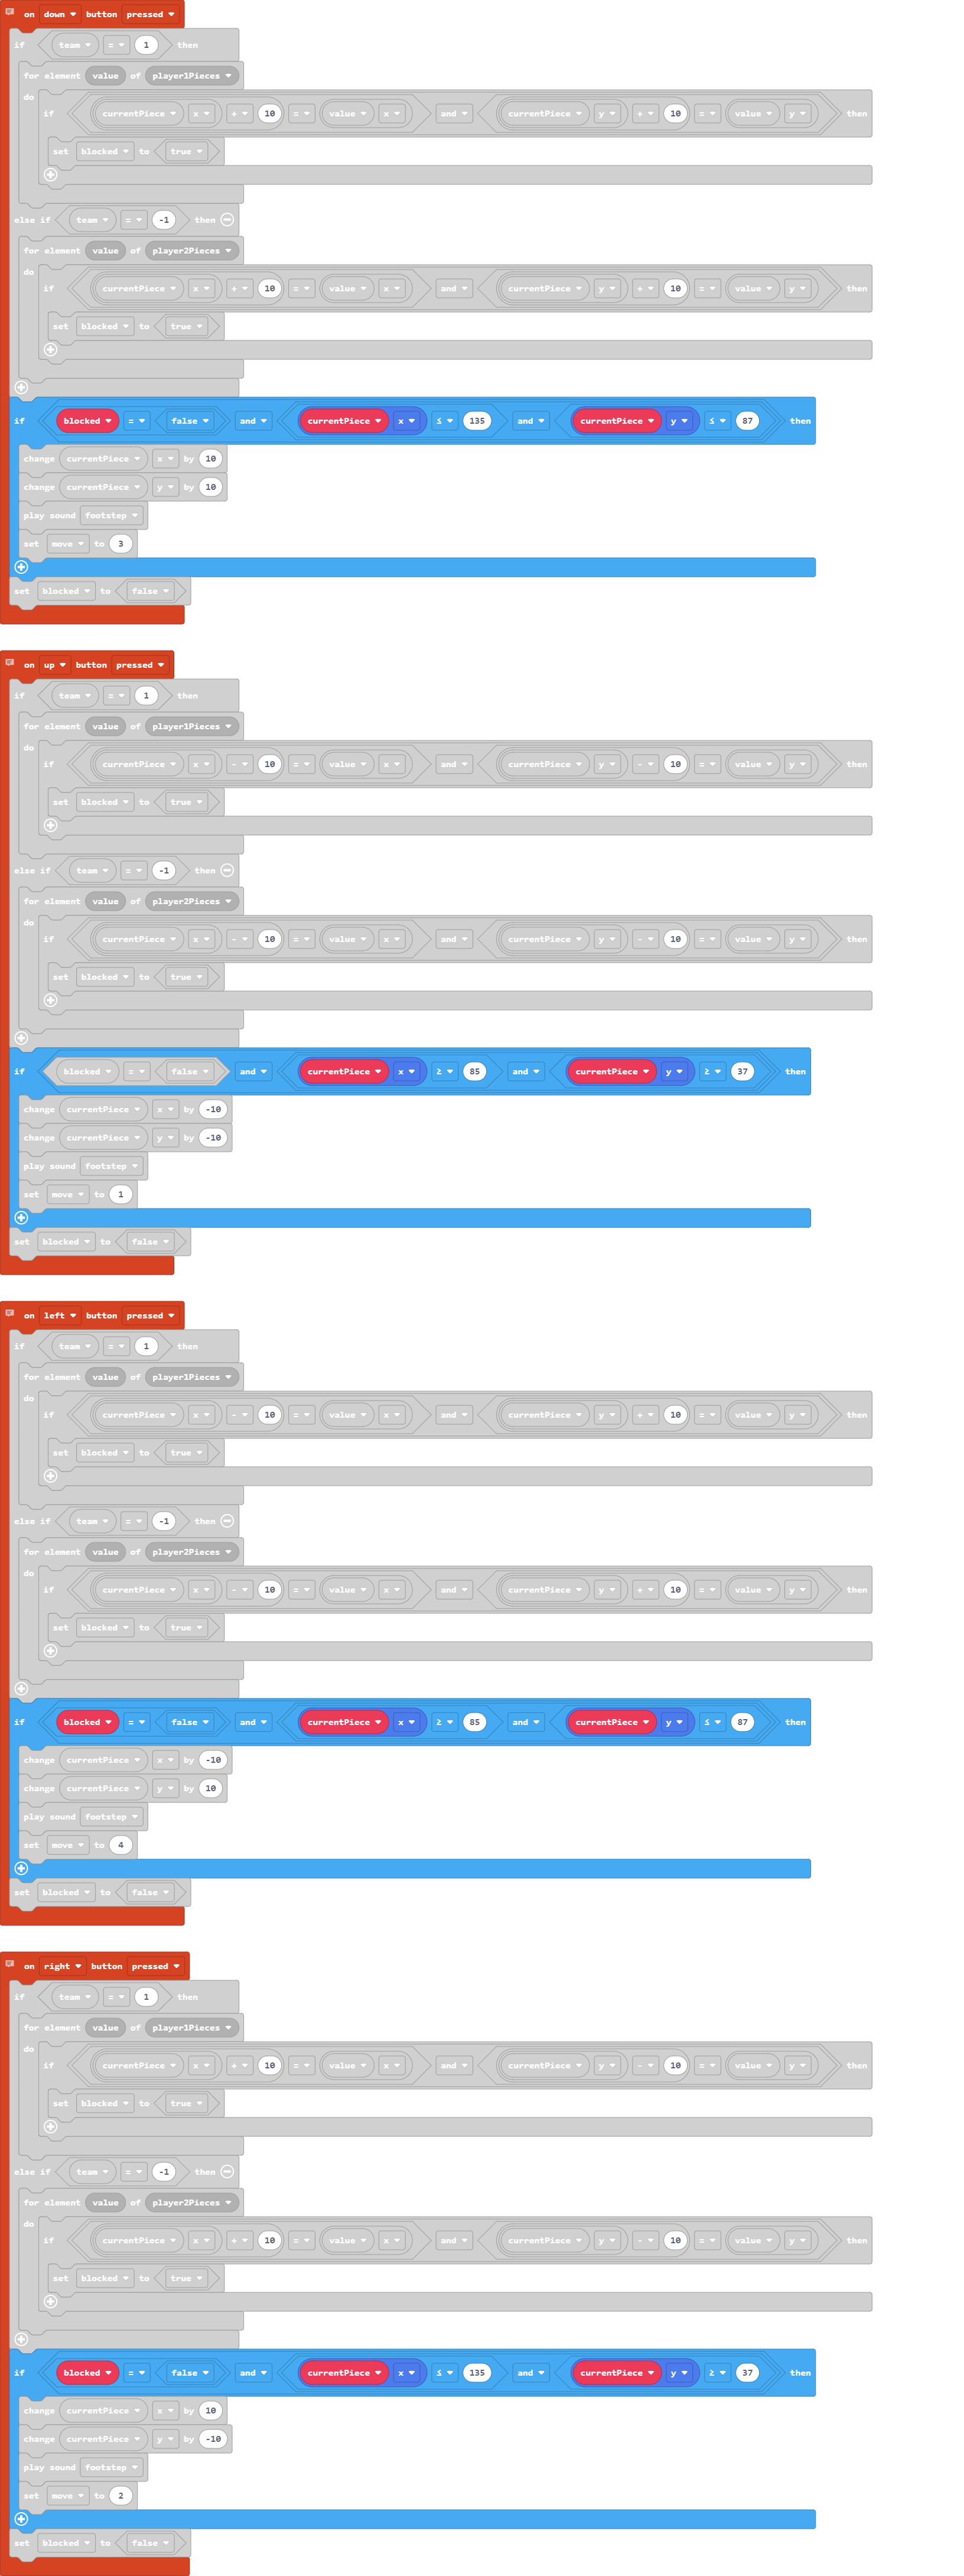 on down button pressed
if team = 1 then
for element value of player1Pieces
do
if currentPiece x + 10 = value x and currentPiece y + 10 = value y then
set blocked to true
else if team = -1 then
for element value of player2Pieces
do
if currentPiece x + 10 = value x and currentPiece y + 10 = value y then
set blocked to true
if blocked = false and currentPiece x ≤ 135 and currentPiece y ≤ 87 then
change currentPiece x by 10
change currentPiece y by 10
play sound footstep
set move to 3
set blocked to false
on up button pressed
if team = 1 then
for element value of player1Pieces
do
if currentPiece x - 10 = value x and currentPiece y - 10 = value y then
set blocked to true
else if team = -1 then
for element value of player2Pieces
do
if currentPiece x - 10 = value x and currentPiece y - 10 = value y then
set blocked to true
if blocked = false and currentPiece x ≥ 85 and currentPiece y ≥ 37 then
change currentPiece x by -10
change currentPiece y by -10
play sound footstep
set move to 1
set blocked to false
on left button pressed
if team = 1 then
for element value of player1Pieces
do
if currentPiece x - 10 = value x and currentPiece y + 10 = value y then
set blocked to true
else if team = -1 then
for element value of player2Pieces
do
if currentPiece x - 10 = value x and currentPiece y + 10 = value y then
set blocked to true
if blocked = false and currentPiece x ≥ 85 and currentPiece y ≤ 87 then
change currentPiece x by -10
change currentPiece y by 10
play sound footstep
set move to 4
set blocked to false
on right button pressed
if team = 1 then
for element value of player1Pieces
do
if currentPiece x + 10 = value x and currentPiece y - 10 = value y then
set blocked to true
else if team = -1 then
for element value of player2Pieces
do
if currentPiece x + 10 = value x and currentPiece y - 10 = value y then
set blocked to true
if blocked = false and currentPiece x ≤ 135 and currentPiece y ≥ 37 then
change currentPiece x by 10
change currentPiece y by -10
play sound footstep
set move to 2
set blocked to false